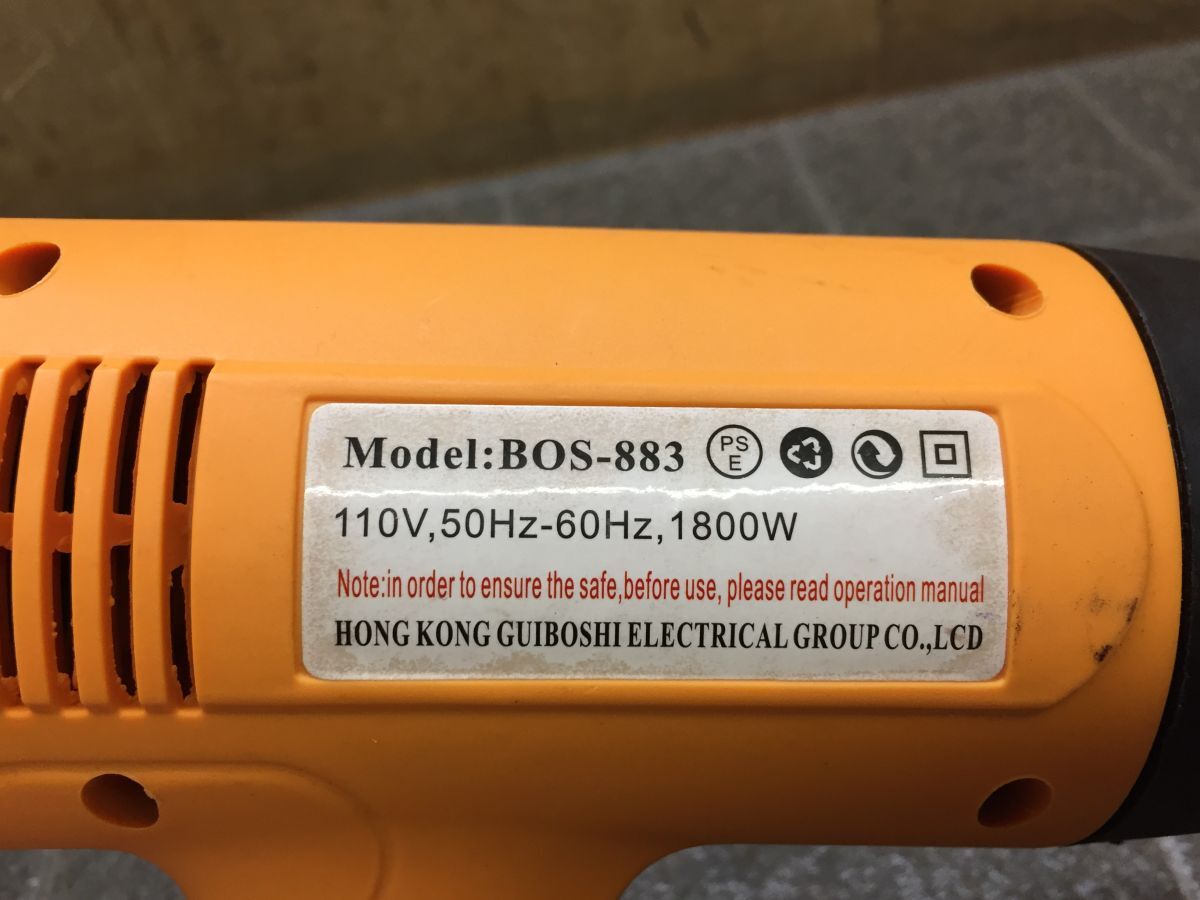 Model:BOS-883 PS E
110V,50Hz-60Hz,1800W
Note:in order to ensure the safe,before use, please read operation manual
HONG KONG GUIBOSHI ELECTRICAL GROUP CO.,LCD